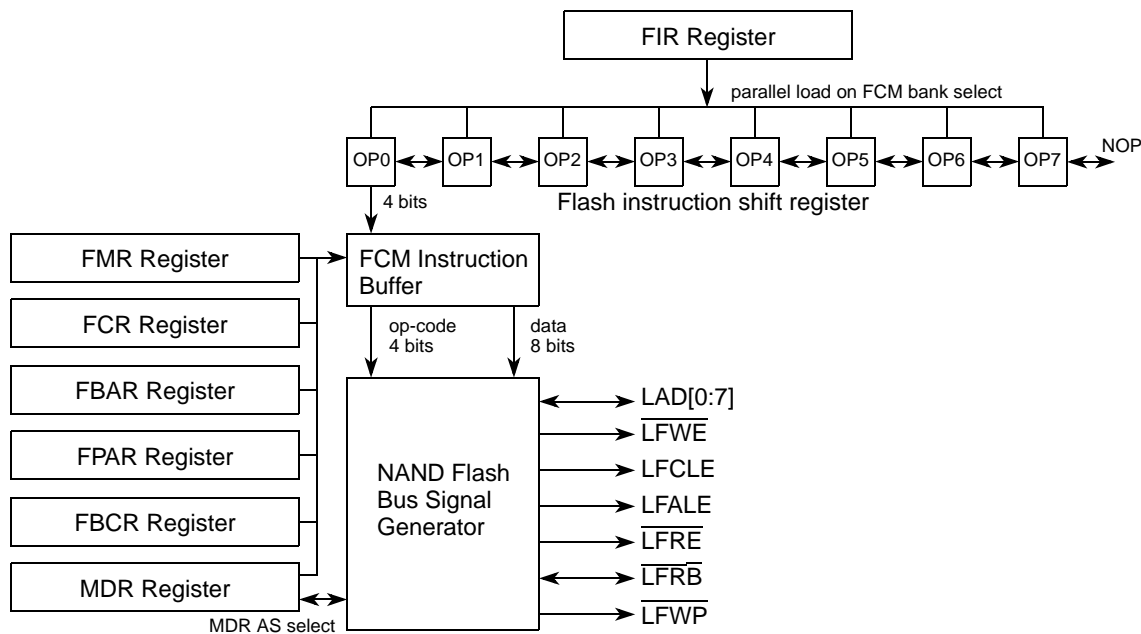 FIR Register
parallel load on FCM bank select
OP0 OP1 OP2 OP3 OP4 OP5 OP6 OP7 NOP
4 bits
Flash instruction shift register
FMR Register
FCM Instruction
Buffer
FCR Register
op-code
4 bits
data
8 bits
FBAR Register
FPAR Register
FBCR Register
MDR Register
MDR AS select
NAND Flash
Bus Signal
Generator
LAD[0:7]
LFWE
LFCLE
LFALE
LFRE
LFRB
LFWP